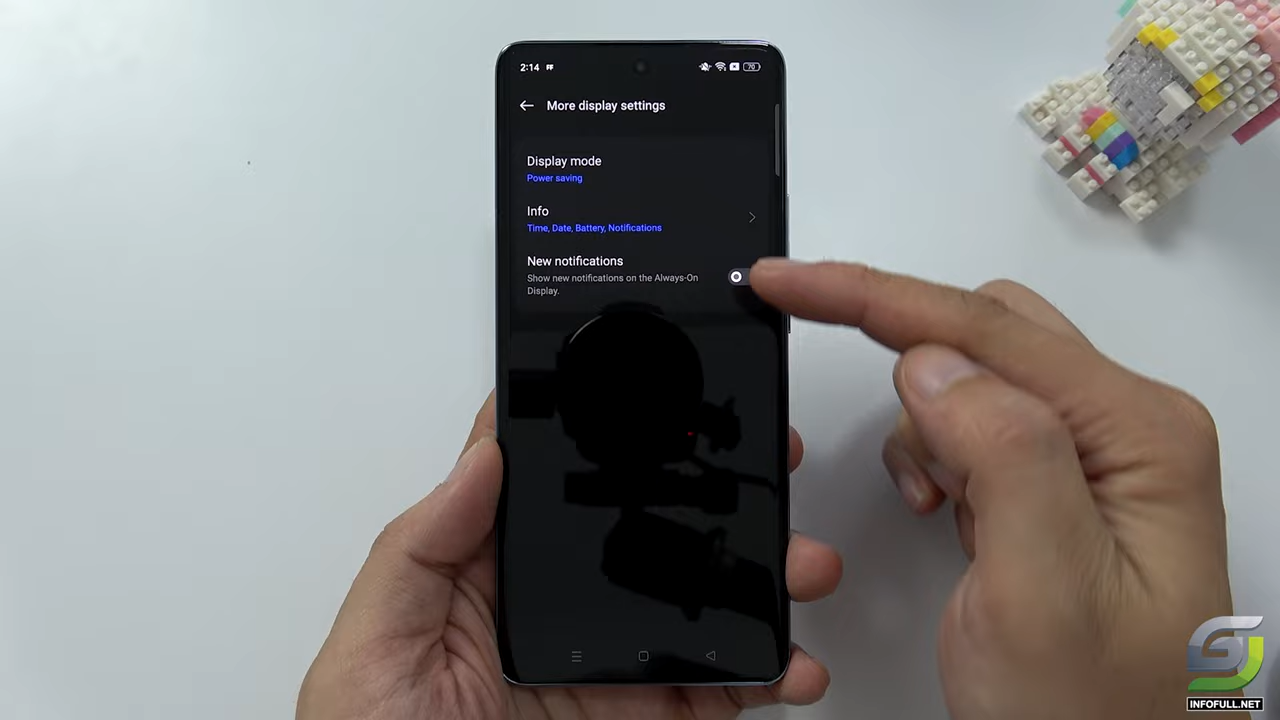 2:14
70
More display settings
Display mode
Power saving
Info
Time, Date, Battery, Notifications
New notifications
Show new notifications on the Always-On
Display.
INFOFULL.NET